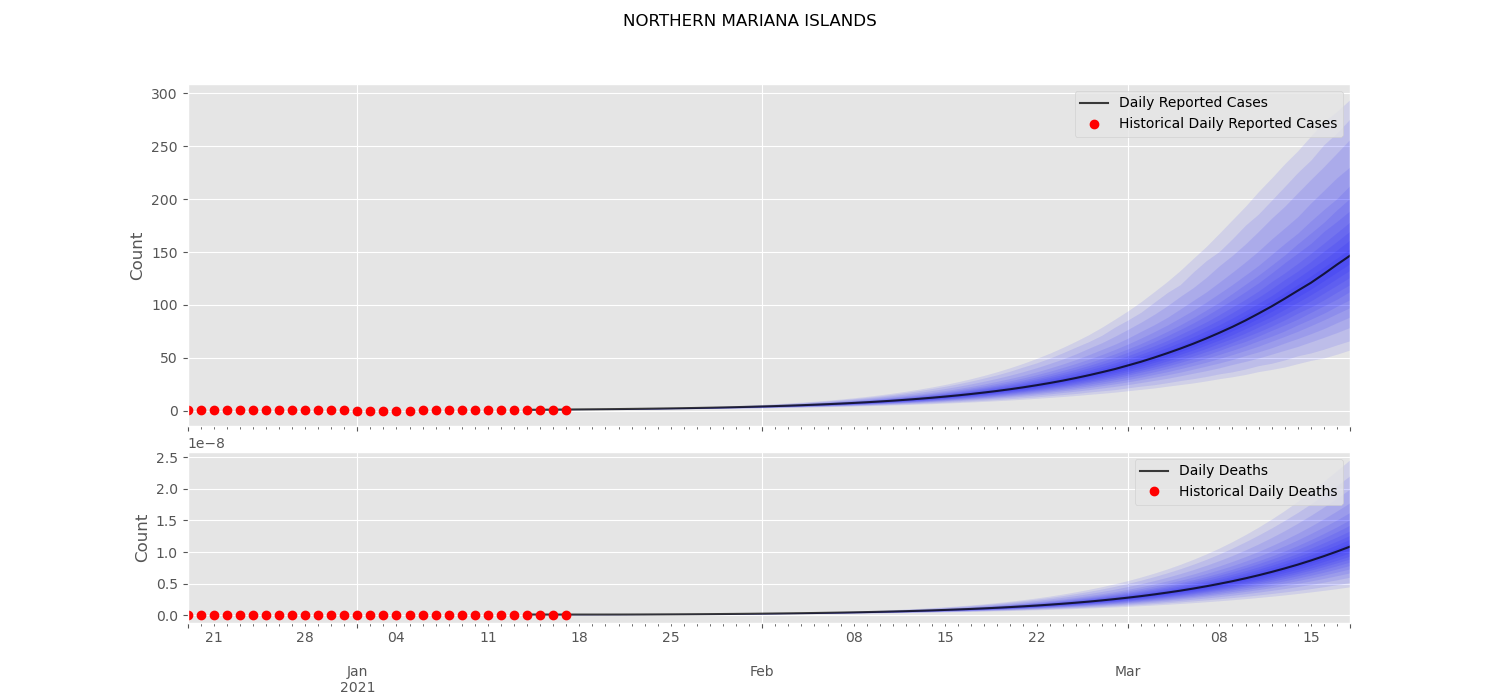 NORTHERN MARIANA ISLANDS
300
250
200
150
100
50
0
Count
Daily Reported Cases
Historical Daily Reported Cases
1e−8
2.5
2.0
1.5
1.0
0.5
0.0
Count
Daily Deaths
Historical Daily Deaths
21 28 04 11 18 25 08 15 22 08 15
Jan Feb Mar
2021